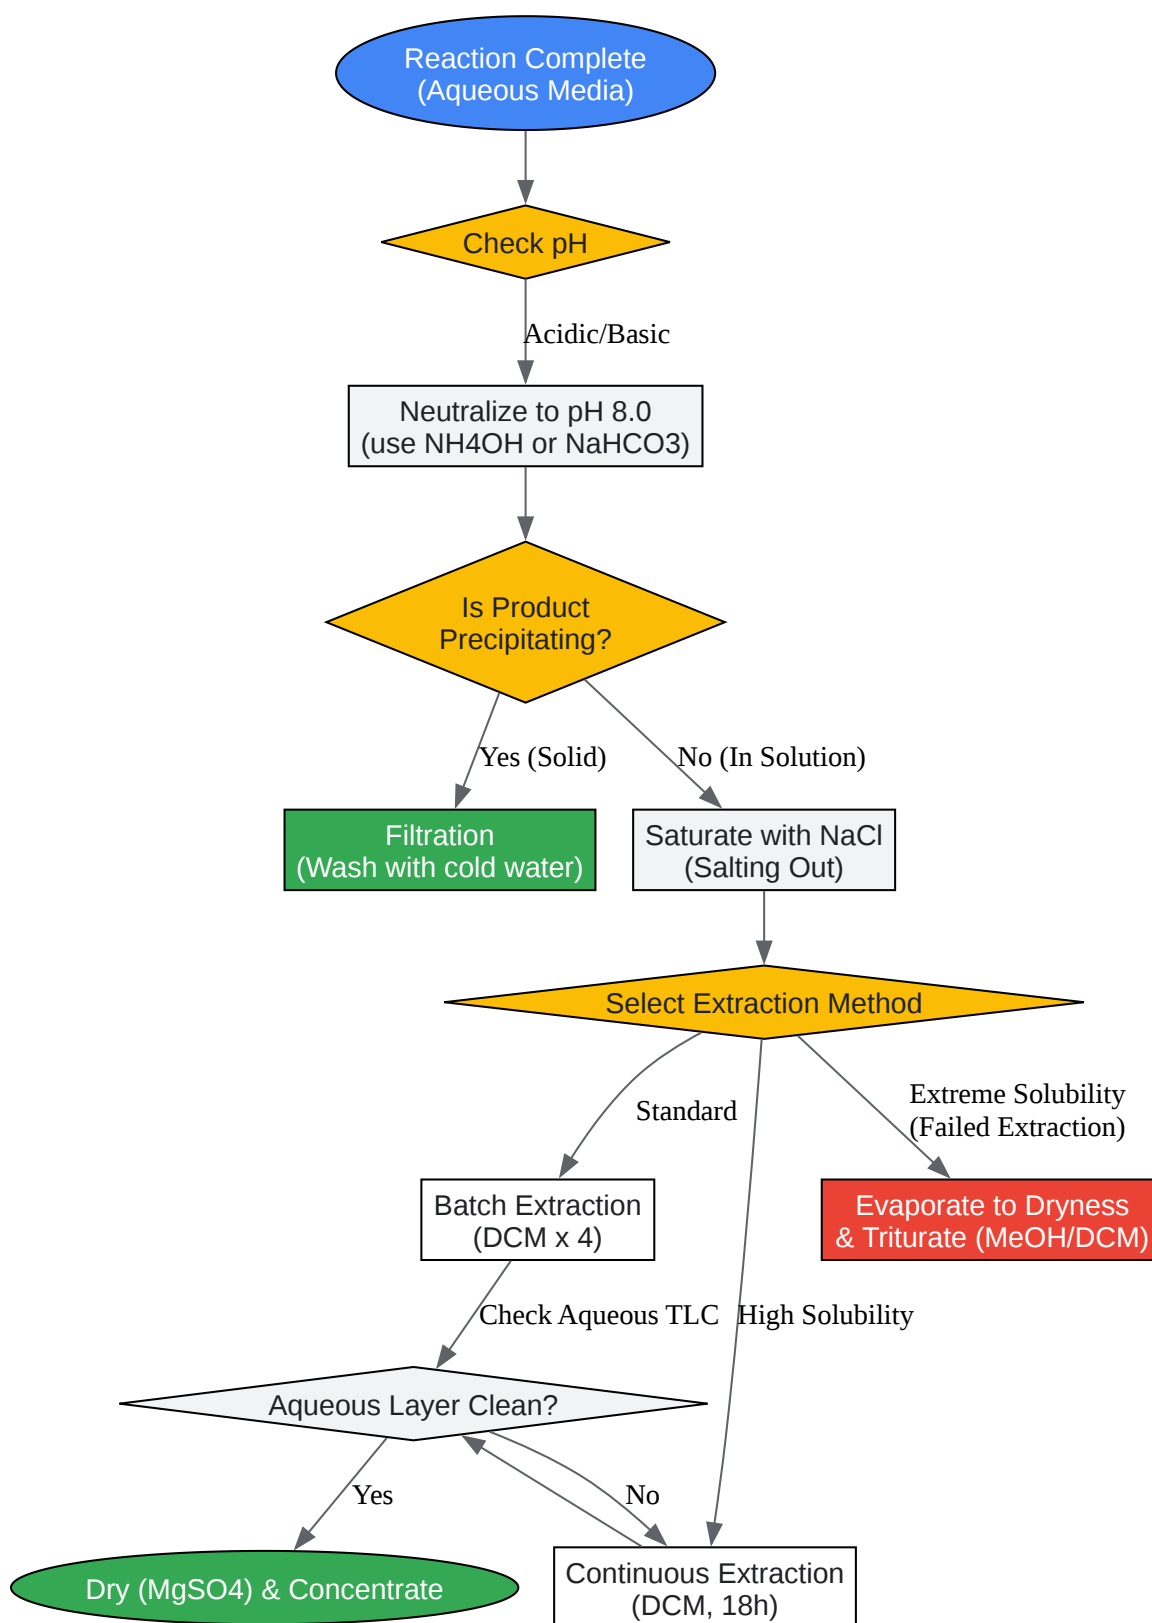 Reaction Complete
(Aqueous Media)
Check pH
Acidic/Basic
Neutralize to pH 8.0
(use NH4OH or NaHCO3)
Is Product
Precipitating?
Yes (Solid)
No (In Solution)
Filtration
(Wash with cold water)
Saturate with NaCl
(Salting Out)
Select Extraction Method
Standard
Extreme Solubility
(Failed Extraction)
Batch Extraction
(DCM x 4)
Evaporate to Dryness
& Triturate (MeOH/DCM)
Check Aqueous TLC
High Solubility
Aqueous Layer Clean?
Yes
No
Dry (MgSO4) & Concentrate
Continuous Extraction
(DCM, 18h)